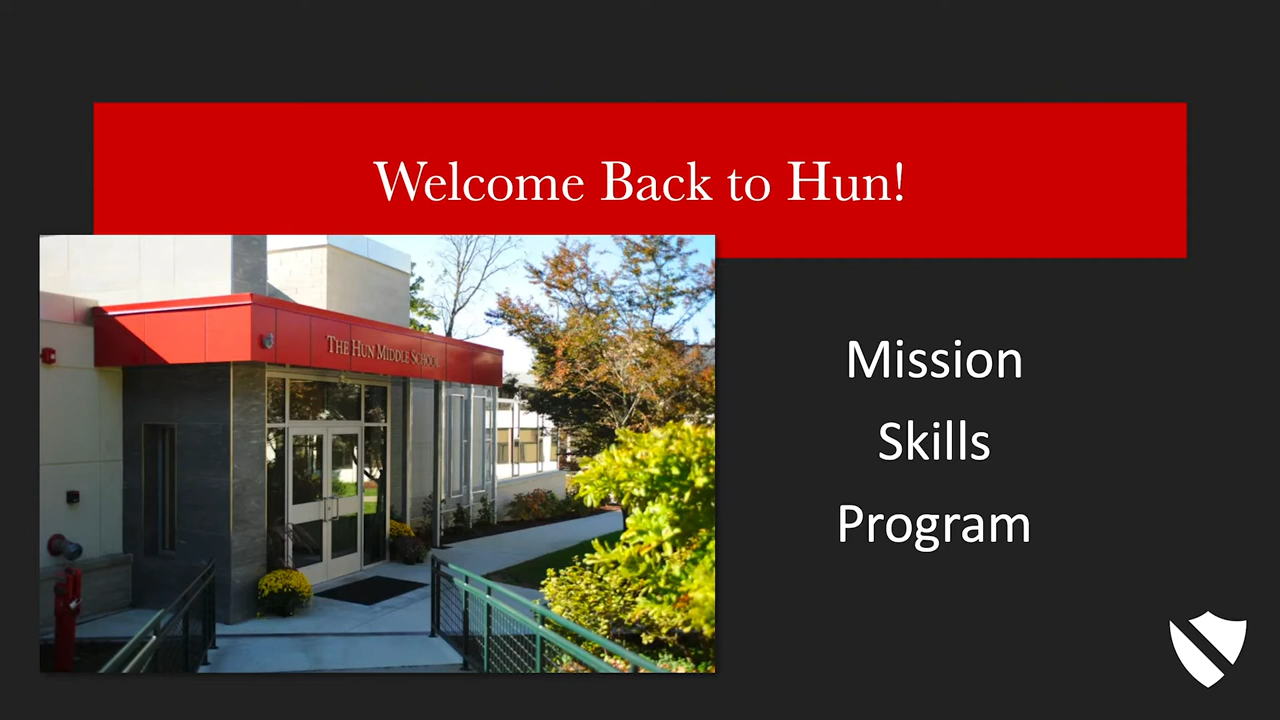 Welcome Back to Hun!
THE HUN MIDDLE SCHOOL
Mission
Skills
Program